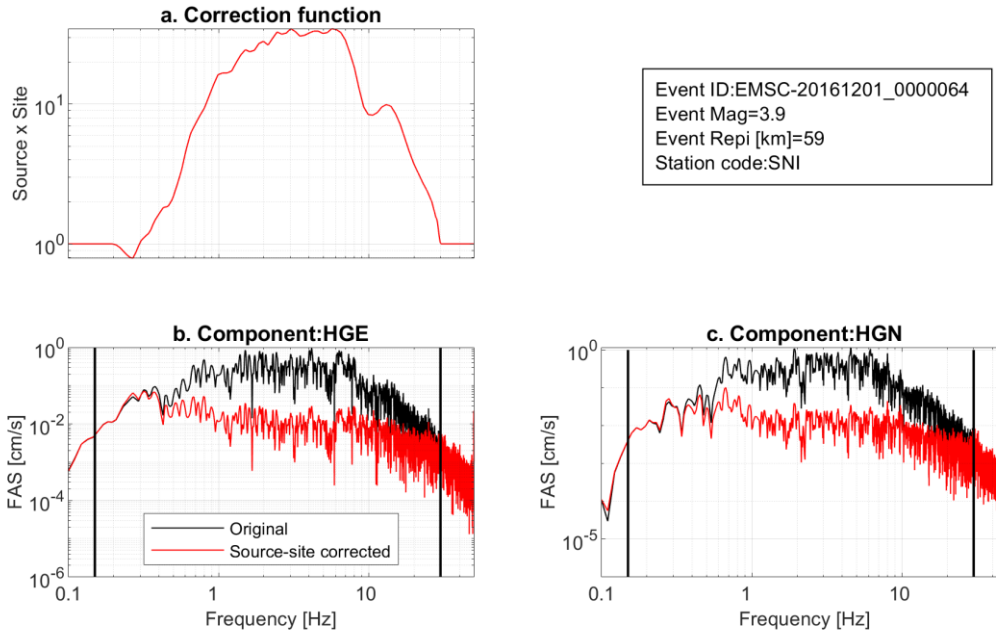 a. Correction function
Source x Site
10^1
10^0
Event ID:EMSC-20161201_0000064
Event Mag=3.9
Event Repi [km]=59
Station code:SNI
b. Component:HGE
FAS [cm/s]
10^0
10^-2
10^-4
10^-6
Original
Source-site corrected
0.1 1 10
Frequency [Hz]
c. Component:HGN
FAS [cm/s]
10^0
10^-5
0.1 1 10
Frequency [Hz]